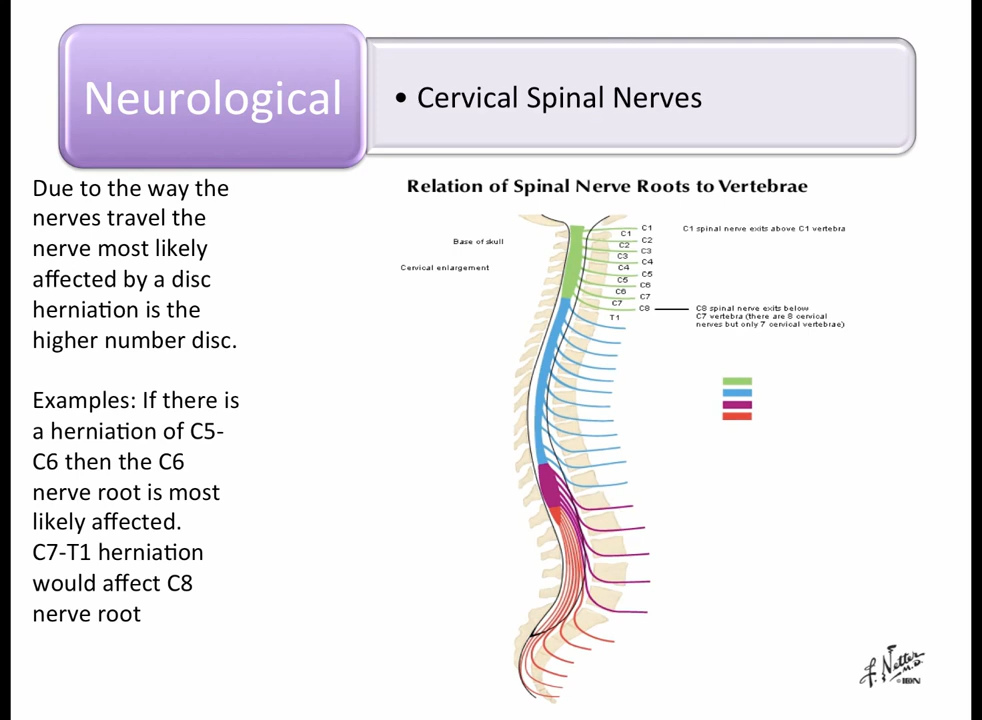 Neurological
• Cervical Spinal Nerves
Due to the way the
nerves travel the
nerve most likely
affected by a disc
herniation is the
higher number disc.
Examples: If there is
a herniation of C5-
C6 then the C6
nerve root is most
likely affected.
C7-T1 herniation
would affect C8
nerve root
Relation of Spinal Nerve Roots to Vertebrae
Base of skull
Cervical enlargement
C1
C1
C2
C2
C3
C3
C4
C4
C5
C5
C6
C6
C7
C7
C8
T1
C1 spinal nerve exits above C1 vertebra
C8 spinal nerve exits below
C7 vertebra (there are 8 cervical
nerves but only 7 cervical vertebrae)
F. Netter
M.D.